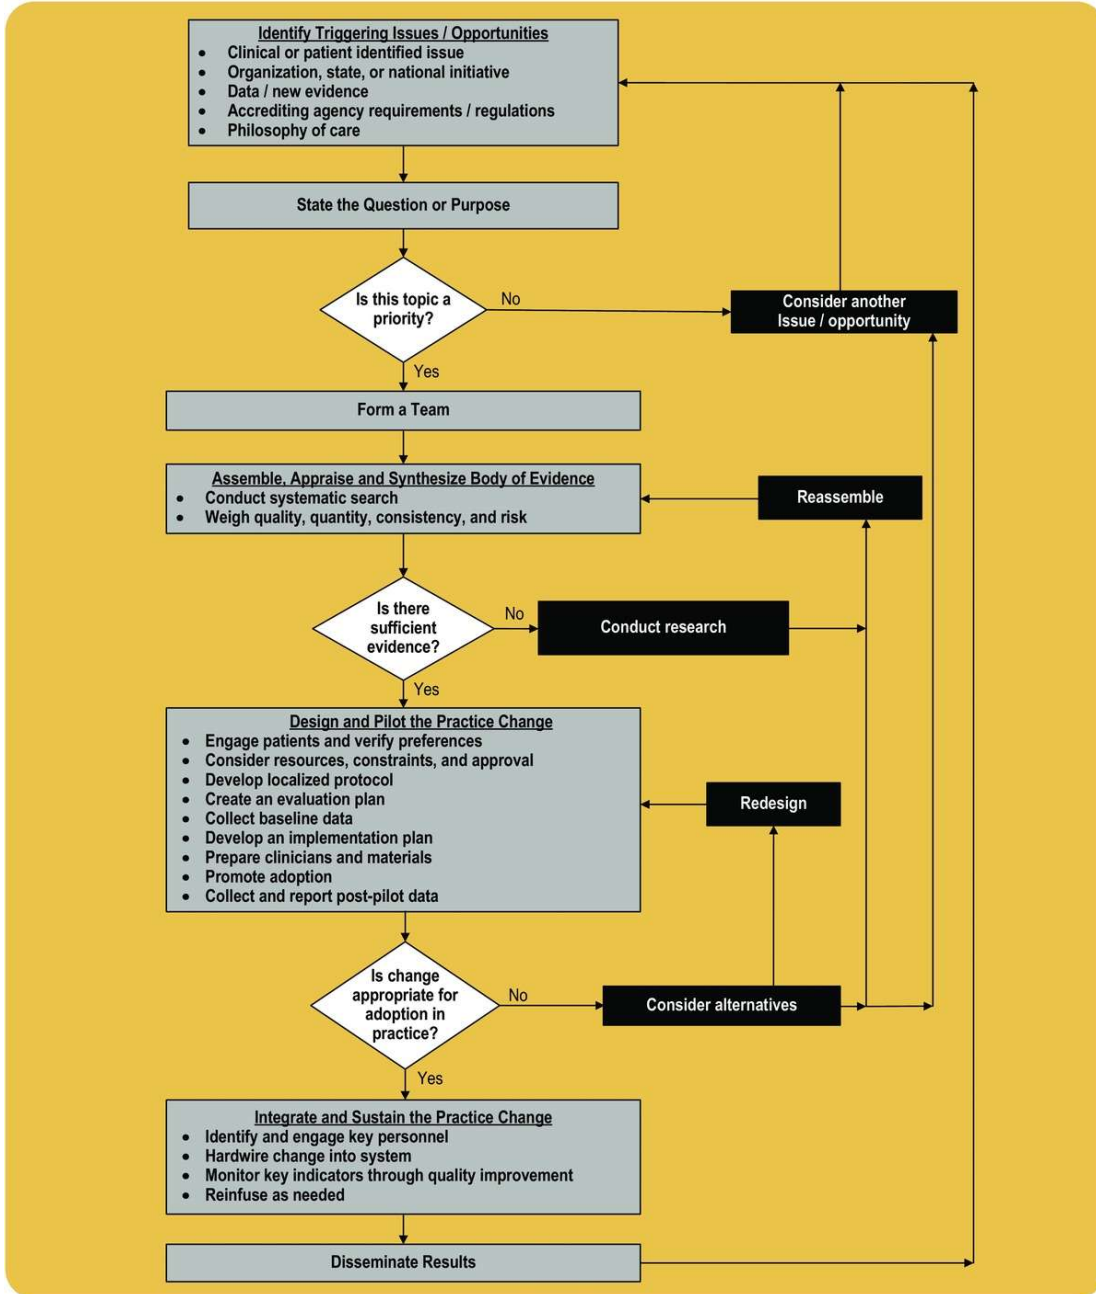 Identify Triggering Issues / Opportunities
• Clinical or patient identified issue
• Organization, state, or national initiative
• Data / new evidence
• Accrediting agency requirements / regulations
• Philosophy of care
State the Question or Purpose
Is this topic a
priority?
No
Consider another
Issue / opportunity
Yes
Form a Team
Assemble, Appraise and Synthesize Body of Evidence
• Conduct systematic search
• Weigh quality, quantity, consistency, and risk
Reassemble
Is there
sufficient
evidence?
No
Conduct research
Yes
Design and Pilot the Practice Change
• Engage patients and verify preferences
• Consider resources, constraints, and approval
• Develop localized protocol
• Create an evaluation plan
• Collect baseline data
• Develop an implementation plan
• Prepare clinicians and materials
• Promote adoption
• Collect and report post-pilot data
Redesign
Is change
appropriate for
adoption in
practice?
No
Consider alternatives
Yes
Integrate and Sustain the Practice Change
• Identify and engage key personnel
• Hardwire change into system
• Monitor key indicators through quality improvement
• Reinfuse as needed
Disseminate Results